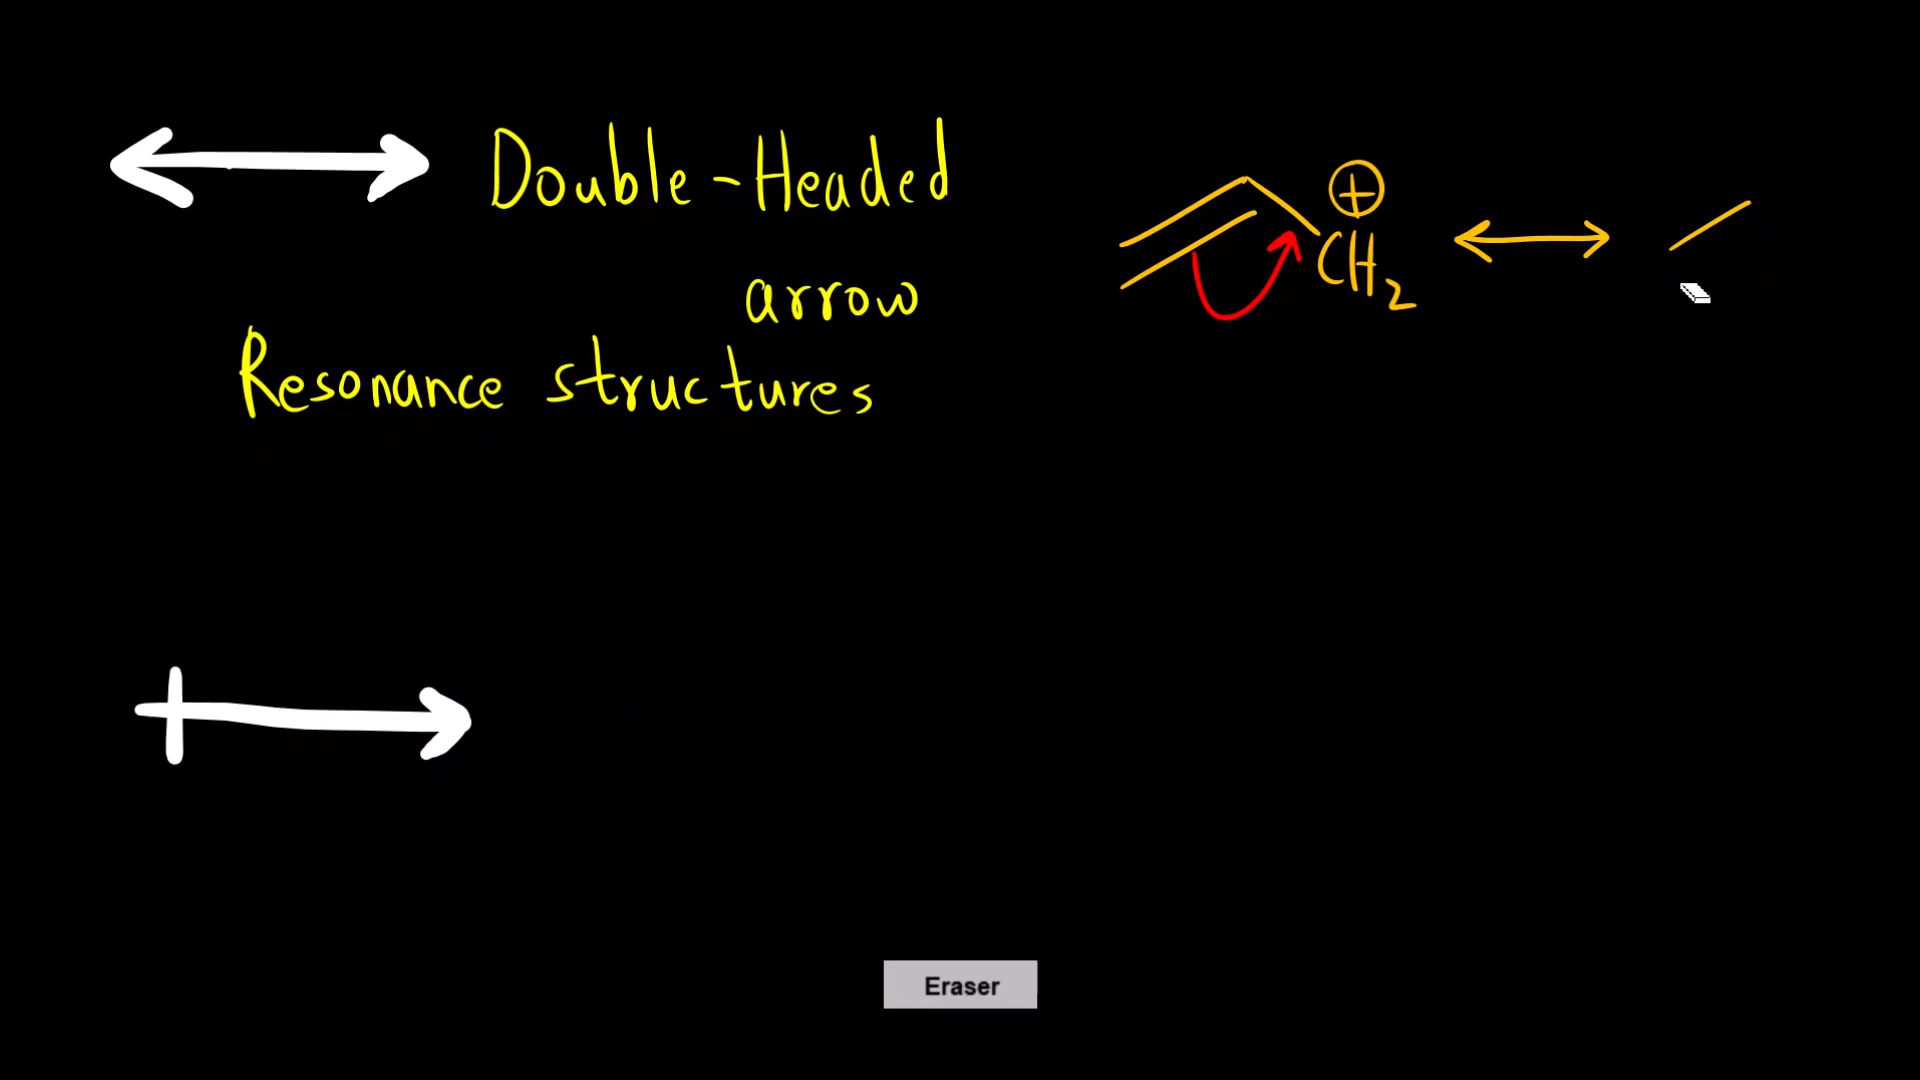 Double-Headed
arrow
Resonance structures
⊕
CH₂
Eraser